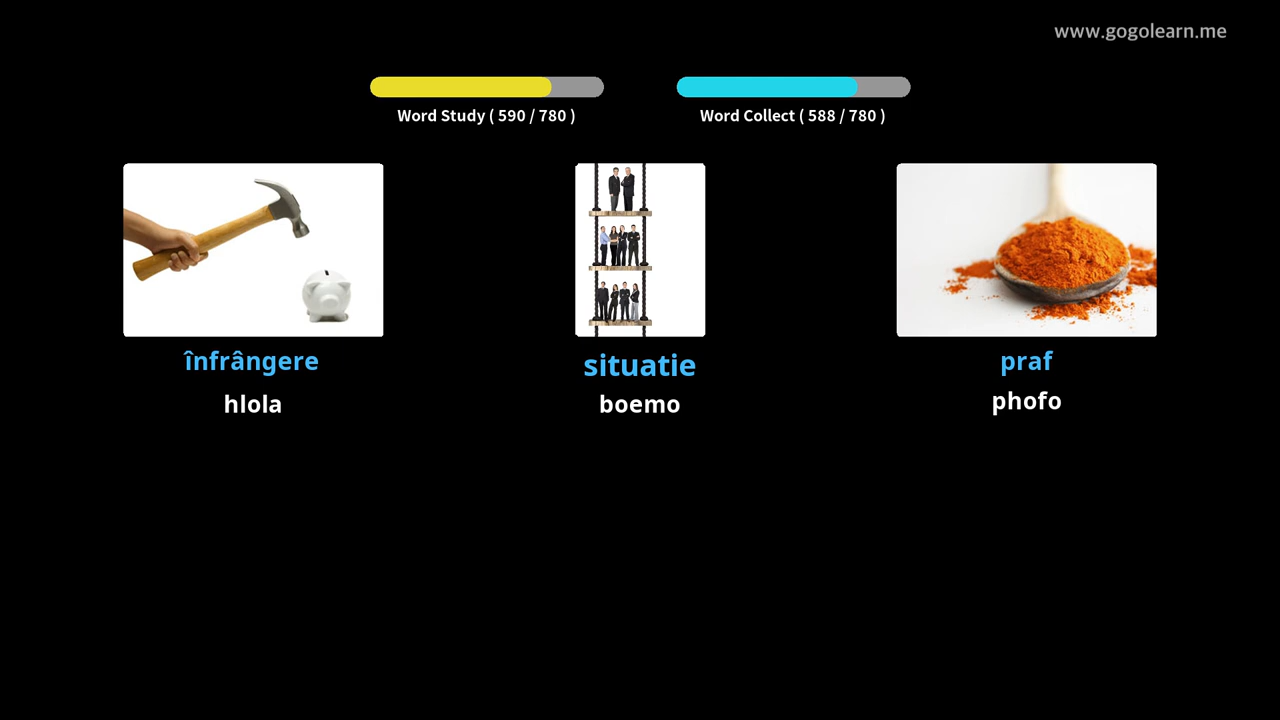 www.gogolearn.me
Word Study ( 590 / 780 )
Word Collect ( 588 / 780 )
înfrângere
situatie
praf
hlola
boemo
phofo